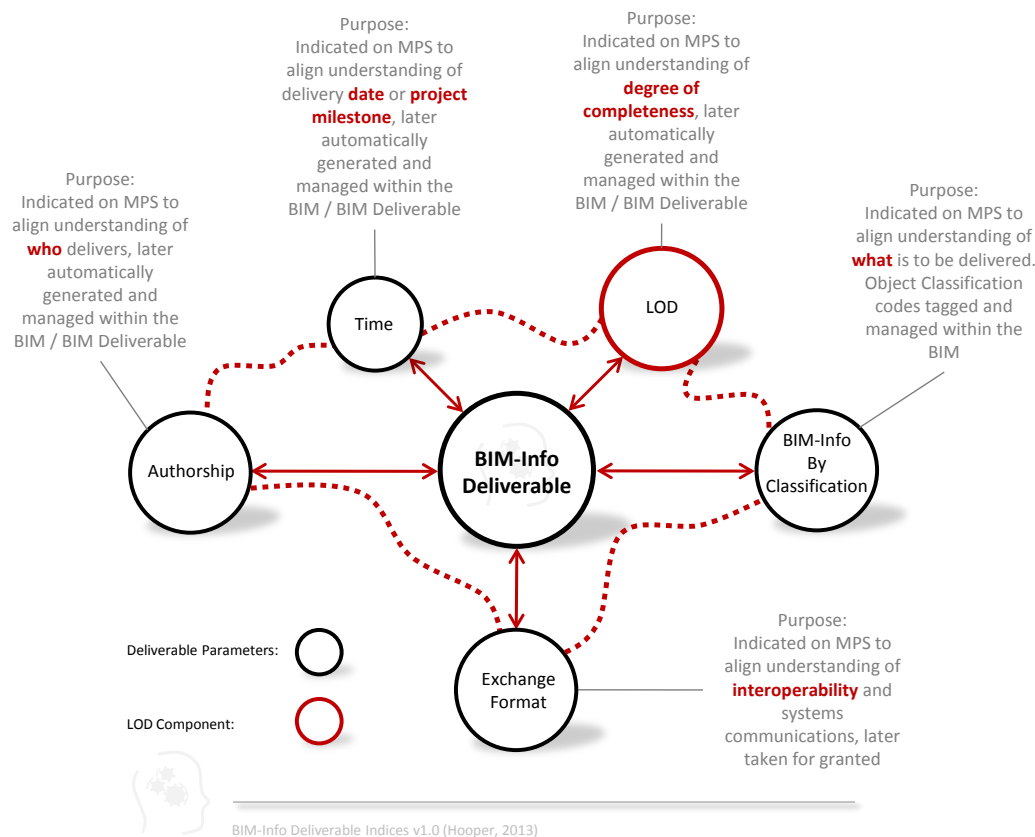 Purpose:
Indicated on MPS to
align understanding of
delivery date or project
milestone, later
automatically
generated and
managed within the
BIM / BIM Deliverable
Purpose:
Indicated on MPS to
align understanding of
degree of
completeness, later
automatically
generated and
managed within the
BIM / BIM Deliverable
Purpose:
Indicated on MPS to
align understanding of
who delivers, later
automatically
generated and
managed within the
BIM / BIM Deliverable
Purpose:
Indicated on MPS to
align understanding of
what is to be delivered.
Object Classification
codes tagged and
managed within the
BIM
Time
LOD
Authorship
BIM-Info
Deliverable
BIM-Info
By
Classification
Exchange
Format
Purpose:
Indicated on MPS to
align understanding of
interoperability and
systems
communications, later
taken for granted
Deliverable Parameters:
LOD Component:
BIM-Info Deliverable Indices v1.0 (Hooper, 2013)